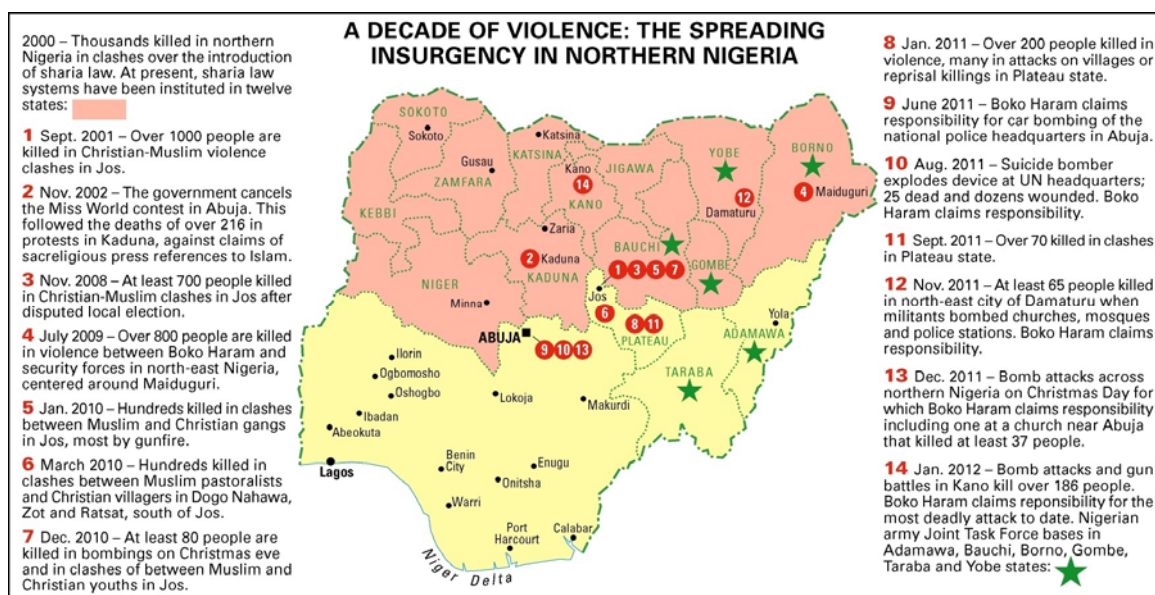 A DECADE OF VIOLENCE: THE SPREADING
INSURGENCY IN NORTHERN NIGERIA
2000 – Thousands killed in northern
Nigeria in clashes over the introduction
of sharia law. At present, sharia law
systems have been instituted in twelve
states:
1 Sept. 2001 – Over 1000 people are
killed in Christian-Muslim violence
clashes in Jos.
2 Nov. 2002 – The government cancels
the Miss World contest in Abuja. This
followed the deaths of over 216 in
protests in Kaduna, against claims of
sacreligious press references to Islam.
3 Nov. 2008 – At least 700 people killed
in Christian-Muslim clashes in Jos after
disputed local election.
4 July 2009 – Over 800 people are killed
in violence between Boko Haram and
security forces in north-east Nigeria,
centered around Maiduguri.
5 Jan. 2010 – Hundreds killed in clashes
between Muslim and Christian gangs
in Jos, most by gunfire.
6 March 2010 – Hundreds killed in
clashes between Muslim pastoralists
and Christian villagers in Dogo Nahawa,
Zot and Ratsat, south of Jos.
7 Dec. 2010 – At least 80 people are
killed in bombings on Christmas eve
and in clashes of between Muslim and
Christian youths in Jos.
SOKOTO
Sokoto
Katsina
KATSINA
Gusau
ZAMFARA
Kano
14
KANO
JIGAWA
YOBE
12
Damaturu
BORNO
4 Maiduguri
KEBBI
Zaria
BAUCHI
2 Kaduna
KADUNA
1 3 5 7
GOMBE
NIGER
Minna
Jos
6
8 11
PLATEAU
Yola
ADAMAWA
ABUJA
9 10 13
TARABA
Ilorin
Ogbomosho
Oshogbo
Lokoja
Makurdi
Ibadan
Abeokuta
Lagos
Benin
City
Enugu
Onitsha
Warri
Port
Harcourt
Calabar
Niger Delta
8 Jan. 2011 – Over 200 people killed in
violence, many in attacks on villages or
reprisal killings in Plateau state.
9 June 2011 – Boko Haram claims
responsibility for car bombing of the
national police headquarters in Abuja.
10 Aug. 2011 – Suicide bomber
explodes device at UN headquarters;
25 dead and dozens wounded. Boko
Haram claims responsibility.
11 Sept. 2011 – Over 70 killed in clashes
in Plateau state.
12 Nov. 2011 – At least 65 people killed
in north-east city of Damaturu when
militants bombed churches, mosques
and police stations. Boko Haram claims
responsibility.
13 Dec. 2011 – Bomb attacks across
northern Nigeria on Christmas Day for
which Boko Haram claims responsibility
including one at a church near Abuja
that killed at least 37 people.
14 Jan. 2012 – Bomb attacks and gun
battles in Kano kill over 186 people.
Boko Haram claims reponsibility for the
most deadly attack to date. Nigerian
army Joint Task Force bases in
Adamawa, Bauchi, Borno, Gombe,
Taraba and Yobe states: